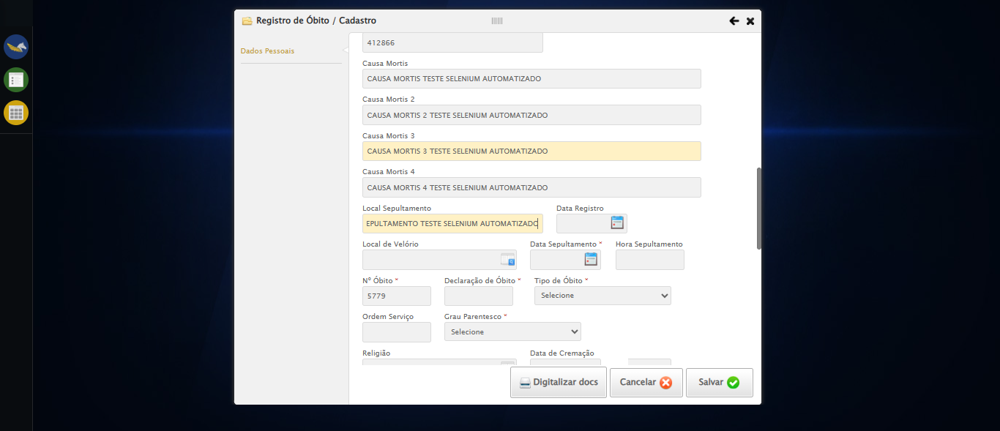 Registro de Óbito / Cadastro
Dados Pessoais
412866
Causa Mortis
CAUSA MORTIS TESTE SELENIUM AUTOMATIZADO
Causa Mortis 2
CAUSA MORTIS 2 TESTE SELENIUM AUTOMATIZADO
Causa Mortis 3
CAUSA MORTIS 3 TESTE SELENIUM AUTOMATIZADO
Causa Mortis 4
CAUSA MORTIS 4 TESTE SELENIUM AUTOMATIZADO
Local Sepultamento Data Registro
EPULTAMENTO TESTE SELENIUM AUTOMATIZADO
Local de Velório Data Sepultamento * Hora Sepultamento
Nº Óbito * Declaração de Óbito * Tipo de Óbito *
5779 Selecione
Ordem Serviço Grau Parentesco *
Selecione
Religião Data de Cremação
Digitalizar docs Cancelar Salvar